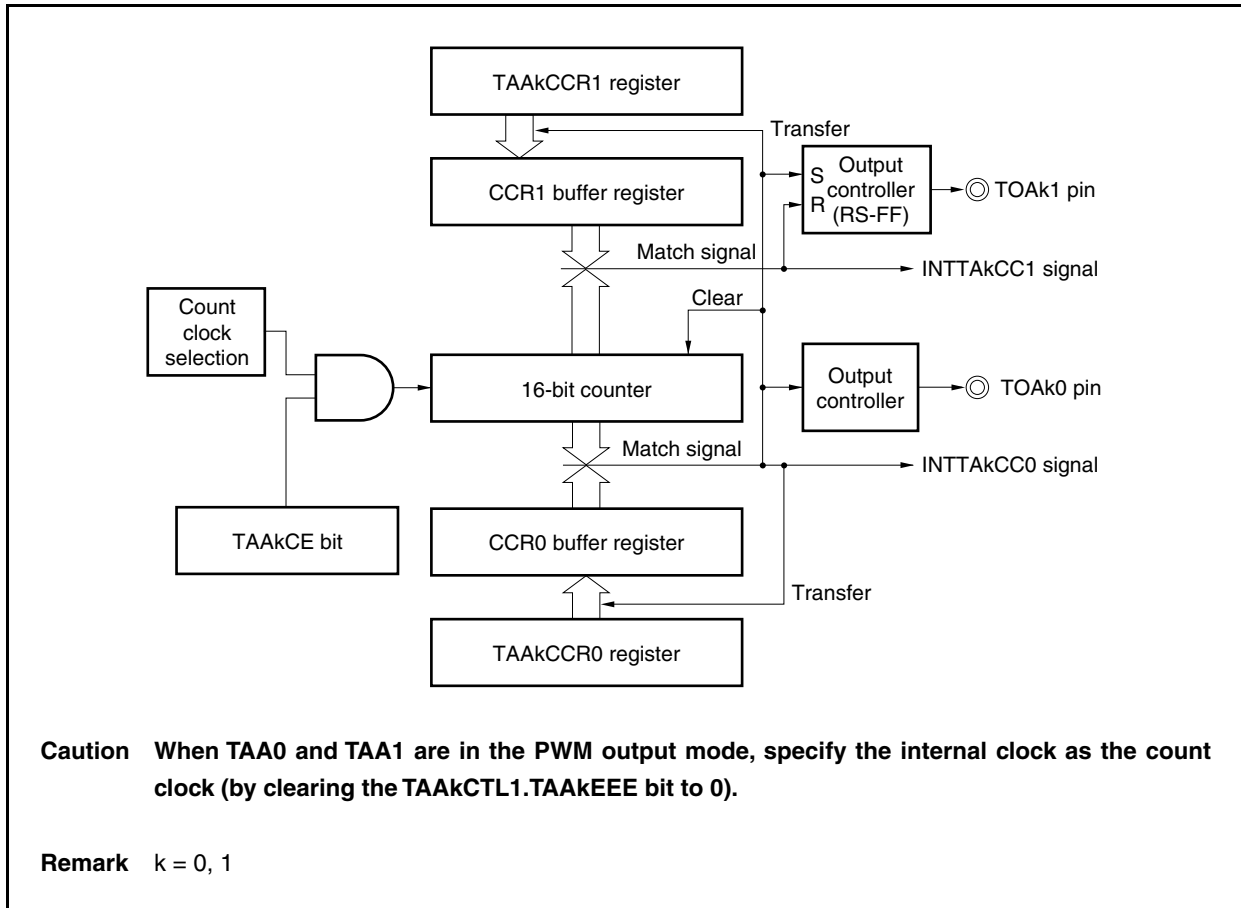 TAAkCCR1 register
Transfer
CCR1 buffer register
S
R
Output
controller
(RS-FF)
TOAk1 pin
Match signal
INTTAkCC1 signal
Clear
Count
clock
selection
16-bit counter
Output
controller
TOAk0 pin
Match signal
INTTAkCC0 signal
TAAkCE bit
CCR0 buffer register
Transfer
TAAkCCR0 register
Caution When TAA0 and TAA1 are in the PWM output mode, specify the internal clock as the count
clock (by clearing the TAAkCTL1.TAAkEEE bit to 0).
Remark k = 0, 1